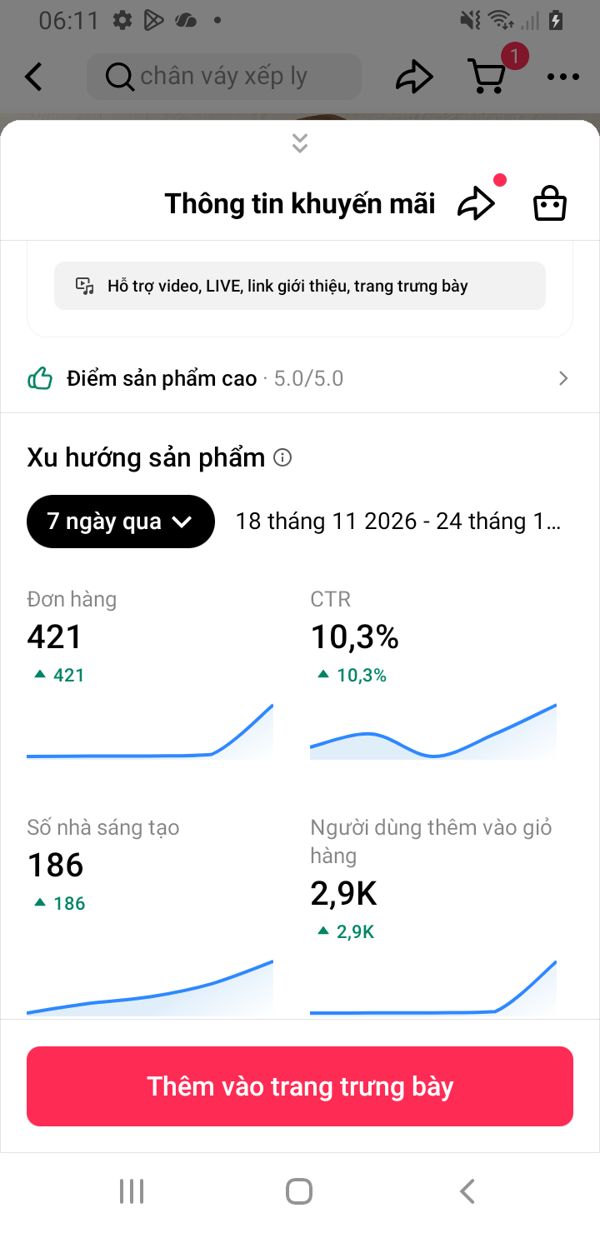 06:11
chân váy xếp ly
1
Thông tin khuyến mãi
Hỗ trợ video, LIVE, link giới thiệu, trang trưng bày
Điểm sản phẩm cao · 5.0/5.0
Xu hướng sản phẩm
7 ngày qua
18 tháng 11 2026 - 24 tháng 1...
Đơn hàng
421
421
CTR
10,3%
10,3%
Số nhà sáng tạo
186
186
Người dùng thêm vào giỏ
hàng
2,9K
2,9K
Thêm vào trang trưng bày